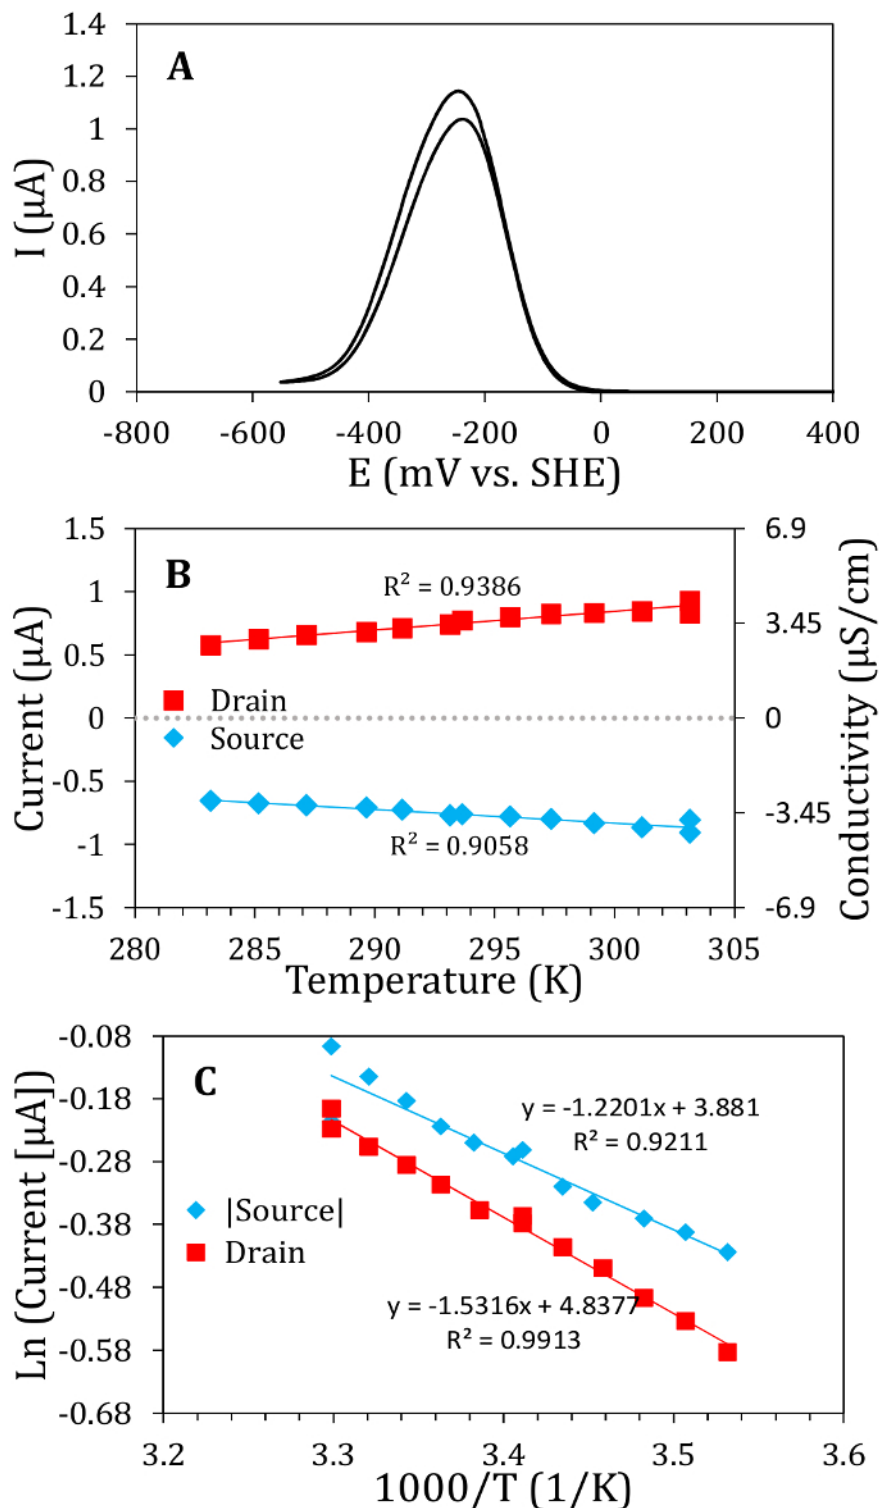 1.4
1.2
1
0.8
0.6
0.4
0.2
0
A
I (µA)
-800 -600 -400 -200 0 200 400
E (mV vs. SHE)
1.5
1
0.5
0
-0.5
-1
-1.5
B
R² = 0.9386
Drain
Source
R² = 0.9058
Current (µA)
6.9
3.45
0
-3.45
-6.9
Conductivity (µS/cm)
280 285 290 295 300 305
Temperature (K)
-0.08
-0.18
-0.28
-0.38
-0.48
-0.58
-0.68
C
y = -1.2201x + 3.881
R² = 0.9211
|Source|
Drain
y = -1.5316x + 4.8377
R² = 0.9913
Ln (Current [µA])
3.2 3.3 3.4 3.5 3.6
1000/T (1/K)